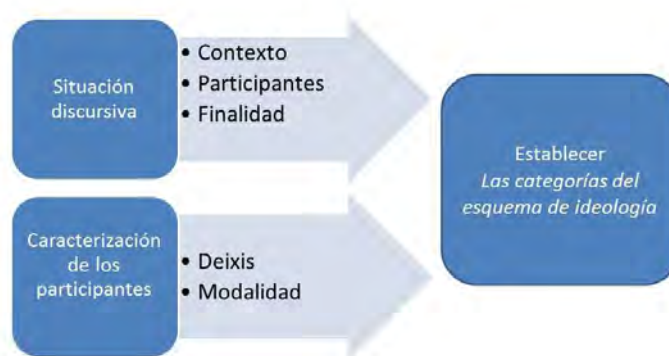 Situación
discursiva
• Contexto
• Participantes
• Finalidad
Caracterización
de los
participantes
• Deixis
• Modalidad
Establecer
Las categorías del
esquema de ideología